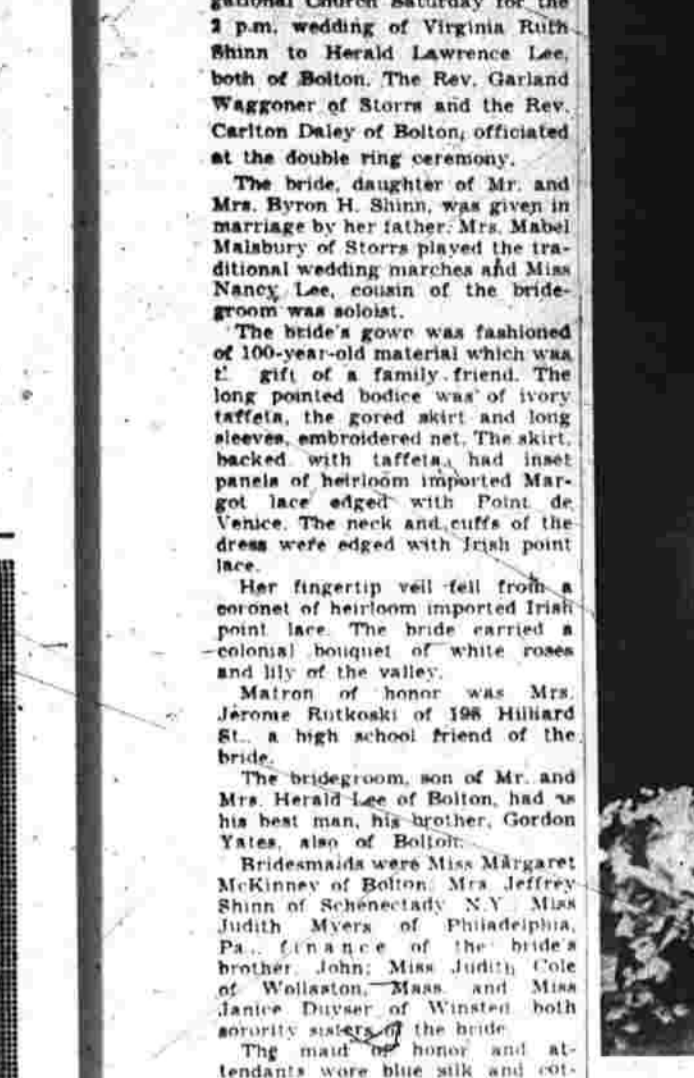 gational Church Saturday for the
2 p.m. wedding of Virginia Ruth
Shinn to Herald Lawrence Lee,
both of Bolton. The Rev. Garland
Waggoner of Storrs and the Rev.
Carlton Daley of Bolton, officiated
at the double ring ceremony.
The bride, daughter of Mr. and
Mrs. Byron H. Shinn, was given in
marriage by her father. Mrs. Mabel
Malsbury of Storrs played the tra-
ditional wedding marches and Miss
Nancy Lee, cousin of the bride-
groom was soloist.
The bride's gown was fashioned
of 100-year-old material which was
gift of a family friend. The
long pointed bodice was of ivory
taffeta, the gored skirt and long
sleeves, embroidered net. The skirt,
backed with taffeta, had inset
panels of heirloom imported Mar-
got lace edged with Point de
Venice. The neck and cuffs of the
dress were edged with Irish point
lace.
Her fingertip veil fell from a
coronet of heirloom imported Irish
point lace. The bride carried a
colonial bouquet of white roses
and lily of the valley.
Matron of honor was Mrs.
Jerome Rutkoski of 198 Hilliard
St., a high school friend of the
bride.
The bridegroom, son of Mr. and
Mrs. Herald Lee of Bolton, had as
his best man, his brother, Gordon
Yates, also of Bolton.
Bridesmaids were Miss Margaret
McKinney of Bolton; Mrs. Jeffrey
Shinn of Schenectady N.Y. Miss
Judith Myers of Philadelphia,
Pa., finance of the bride's
brother, John; Miss Judith Cole
of Wollaston, Mass. and Miss
Janice Duyser of Winsted both
sorority sisters of the bride.
The maid of honor and at-
tendants wore blue silk and cot-